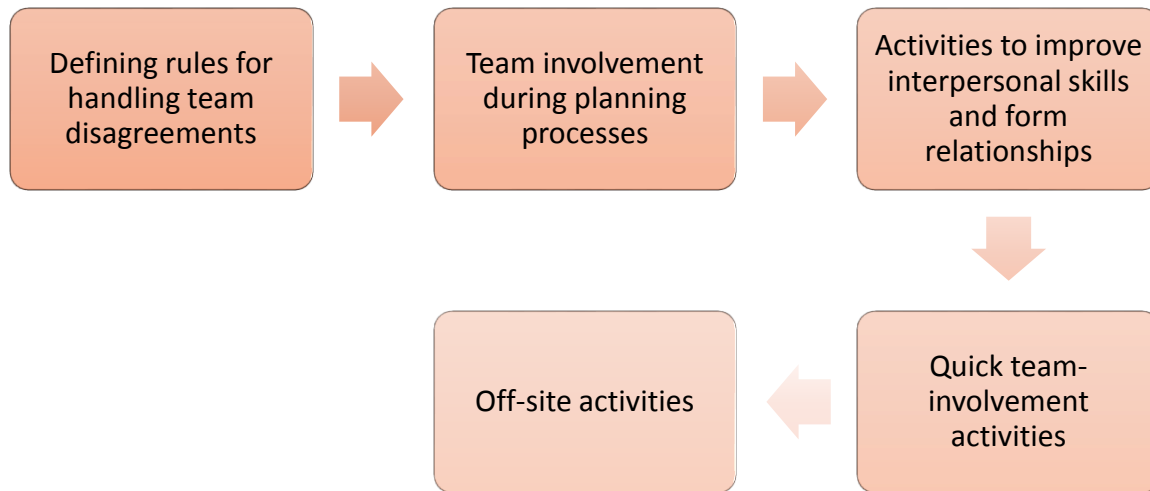 Defining rules for
handling team
disagreements
Team involvement
during planning
processes
Activities to improve
interpersonal skills
and form
relationships
Quick team-
involvement
activities
Off-site activities